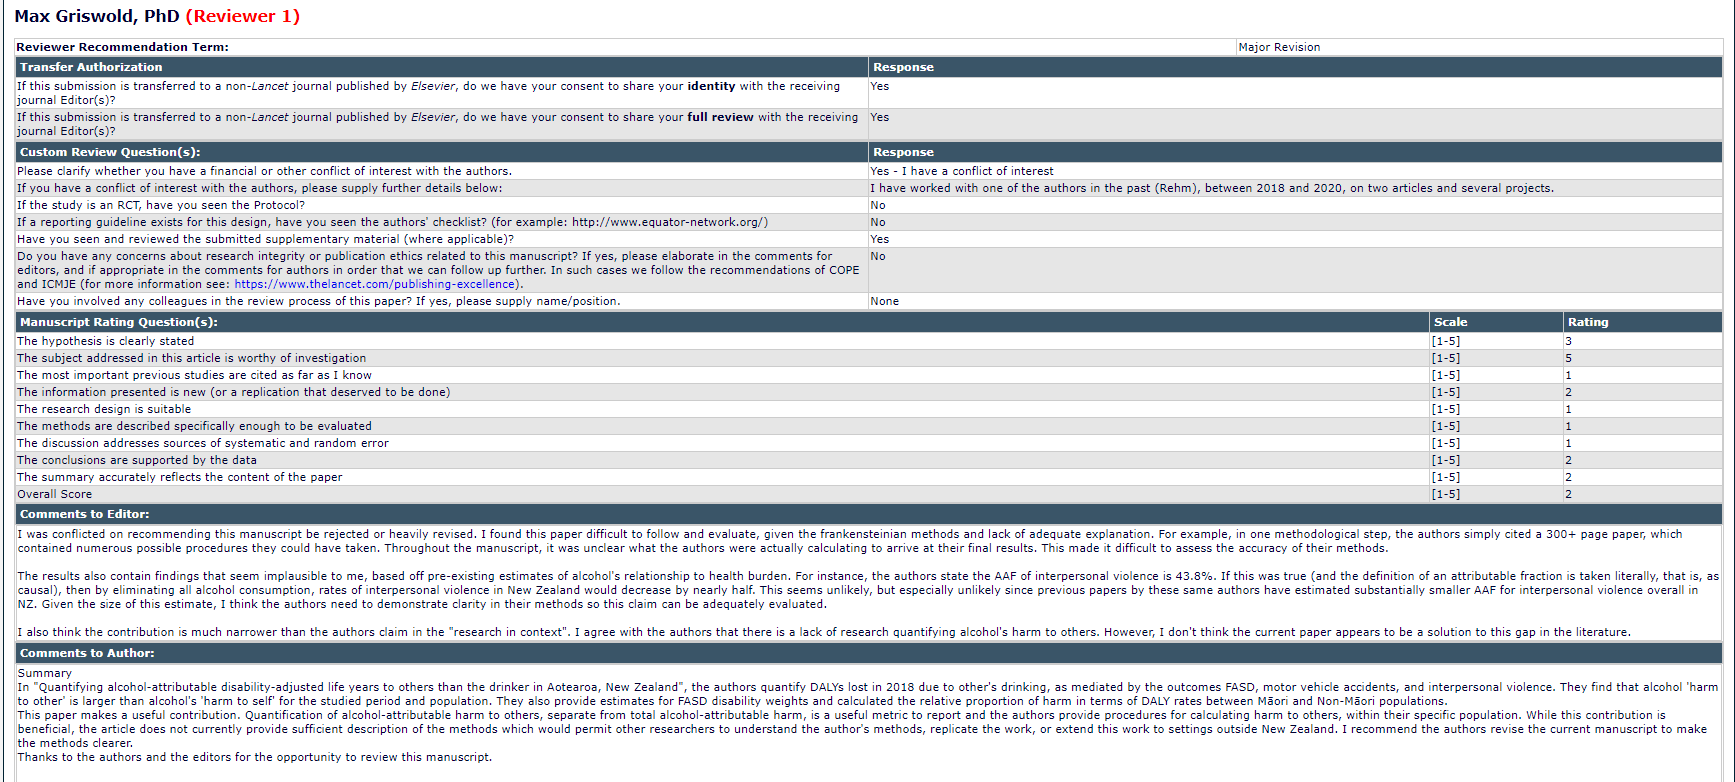 Max Griswold, PhD (Reviewer 1)
Reviewer Recommendation Term: Major Revision
Transfer Authorization Response
If this submission is transferred to a non-Lancet journal published by Elsevier, do we have your consent to share your identity with the receiving Yes
journal Editor(s)?
If this submission is transferred to a non-Lancet journal published by Elsevier, do we have your consent to share your full review with the receiving Yes
journal Editor(s)?
Custom Review Question(s): Response
Please clarify whether you have a financial or other conflict of interest with the authors. Yes - I have a conflict of interest
If you have a conflict of interest with the authors, please supply further details below: I have worked with one of the authors in the past (Rehm), between 2018 and 2020, on two articles and several projects.
If the study is an RCT, have you seen the Protocol? No
If a reporting guideline exists for this design, have you seen the authors' checklist? (for example: http://www.equator-network.org/) No
Have you seen and reviewed the submitted supplementary material (where applicable)? Yes
Do you have any concerns about research integrity or publication ethics related to this manuscript? If yes, please elaborate in the comments for No
editors, and if appropriate in the comments for authors in order that we can follow up further. In such cases we follow the recommendations of COPE
and ICMJE (for more information see: https://www.thelancet.com/publishing-excellence).
Have you involved any colleagues in the review process of this paper? If yes, please supply name/position. None
Manuscript Rating Question(s): Scale Rating
The hypothesis is clearly stated [1-5] 3
The subject addressed in this article is worthy of investigation [1-5] 5
The most important previous studies are cited as far as I know [1-5] 1
The information presented is new (or a replication that deserved to be done) [1-5] 2
The research design is suitable [1-5] 1
The methods are described specifically enough to be evaluated [1-5] 1
The discussion addresses sources of systematic and random error [1-5] 1
The conclusions are supported by the data [1-5] 2
The summary accurately reflects the content of the paper [1-5] 2
Overall Score [1-5] 2
Comments to Editor:
I was conflicted on recommending this manuscript be rejected or heavily revised. I found this paper difficult to follow and evaluate, given the frankensteinian methods and lack of adequate explanation. For example, in one methodological step, the authors simply cited a 300+ page paper, which
contained numerous possible procedures they could have taken. Throughout the manuscript, it was unclear what the authors were actually calculating to arrive at their final results. This made it difficult to assess the accuracy of their methods.
The results also contain findings that seem implausible to me, based off pre-existing estimates of alcohol's relationship to health burden. For instance, the authors state the AAF of interpersonal violence is 43.8%. If this was true (and the definition of an attributable fraction is taken literally, that is, as
causal), then by eliminating all alcohol consumption, rates of interpersonal violence in New Zealand would decrease by nearly half. This seems unlikely, but especially unlikely since previous papers by these same authors have estimated substantially smaller AAF for interpersonal violence overall in
NZ. Given the size of this estimate, I think the authors need to demonstrate clarity in their methods so this claim can be adequately evaluated.
I also think the contribution is much narrower than the authors claim in the "research in context". I agree with the authors that there is a lack of research quantifying alcohol's harm to others. However, I don't think the current paper appears to be a solution to this gap in the literature.
Comments to Author:
Summary
In "Quantifying alcohol-attributable disability-adjusted life years to others than the drinker in Aotearoa, New Zealand", the authors quantify DALYs lost in 2018 due to other's drinking, as mediated by the outcomes FASD, motor vehicle accidents, and interpersonal violence. They find that alcohol 'harm
to other' is larger than alcohol's 'harm to self' for the studied period and population. They also provide estimates for FASD disability weights and calculated the relative proportion of harm in terms of DALY rates between Māori and Non-Māori populations.
This paper makes a useful contribution. Quantification of alcohol-attributable harm to others, separate from total alcohol-attributable harm, is a useful metric to report and the authors provide procedures for calculating harm to others, within their specific population. While this contribution is
beneficial, the article does not currently provide sufficient description of the methods which would permit other researchers to understand the author's methods, replicate the work, or extend this work to settings outside New Zealand. I recommend the authors revise the current manuscript to make
the methods clearer.
Thanks to the authors and the editors for the opportunity to review this manuscript.